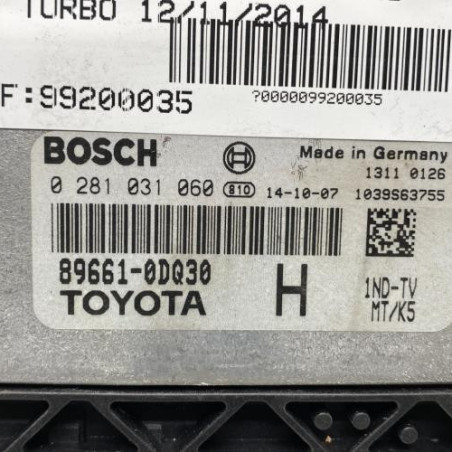 TURBO 12/11/2014
F:99200035
?0000099200035
BOSCH
Made in Germany
1311 0126
0 281 031 060 810 14-10-07 1039S63755
89661-0DQ30
TOYOTA
H
1ND-TV
MT/K5